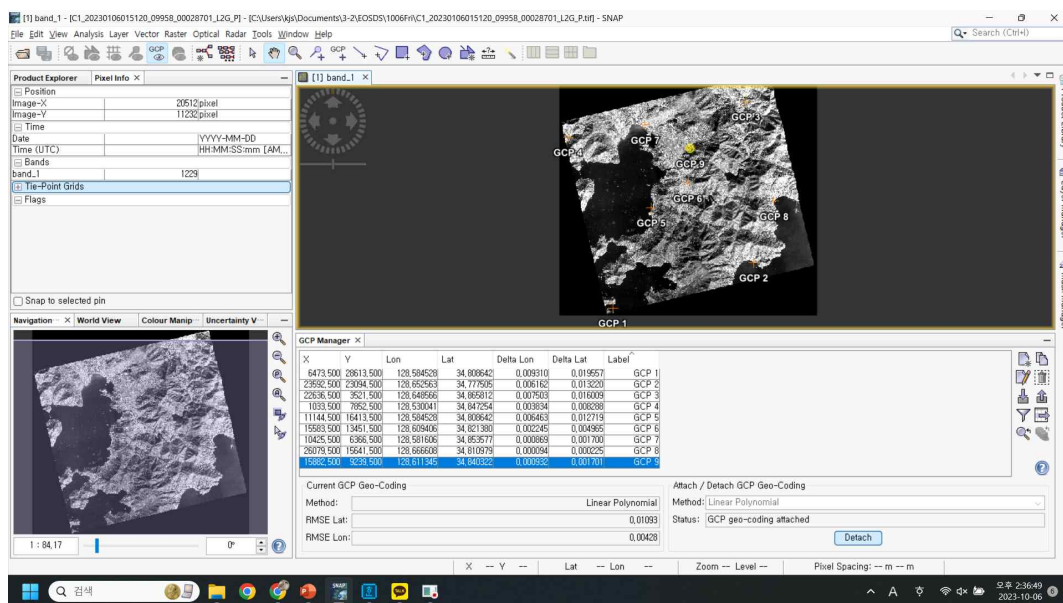 [1] band_1 - [C1_20230106015120_09958_00028701_L2G_P] - [C:\Users\kjs\Documents\3-2\EOSDS\1006Fri\C1_20230106015120_09958_00028701_L2G_P.tif] - SNAP
File Edit View Analysis Layer Vector Raster Optical Radar Tools Window Help
Search (Ctrl+I)
Product Explorer Pixel Info ×
[1] band_1 ×
Position
Image-X 20512 pixel
Image-Y 11232 pixel
Time
Date YYYY-MM-DD
Time (UTC) HH:MM:SS:mm [AM...
Bands
band_1 1229
Tie-Point Grids
Flags
Snap to selected pin
GCP 3
GCP 7
GCP 4
GCP 9
GCP 6
GCP 5
GCP 8
GCP 2
GCP 1
Navigation ··· × World View Colour Manip··· Uncertainty V···
1 : 84,17 0°
GCP Manager ×
X Y Lon Lat Delta Lon Delta Lat Label
6473,500 28613,500 128,584528 34,808642 0,009310 0,019557 GCP 1
23592,500 23094,500 128,652563 34,777505 0,006162 0,013220 GCP 2
22636,500 3521,500 128,648566 34,865812 0,007503 0,016009 GCP 3
1033,500 7852,500 128,530041 34,847254 0,003834 0,008288 GCP 4
11144,500 16413,500 128,584528 34,808642 0,006463 0,012719 GCP 5
15583,500 13451,500 128,609406 34,821380 0,002245 0,004965 GCP 6
10425,500 6366,500 128,581606 34,853577 0,000869 0,001700 GCP 7
26079,500 15641,500 128,666608 34,810979 0,000094 0,000225 GCP 8
15882,500 9239,500 128,611345 34,840322 0,000932 0,001701 GCP 9
Current GCP Geo-Coding
Method: Linear Polynomial
RMSE Lat: 0,01093
RMSE Lon: 0,00428
Attach / Detach GCP Geo-Coding
Method: Linear Polynomial
Status: GCP geo-coding attached
Detach
X -- Y -- Lat -- Lon -- Zoom -- Level -- Pixel Spacing: -- m -- m
검색
A
오후 2:36:49
2023-10-06